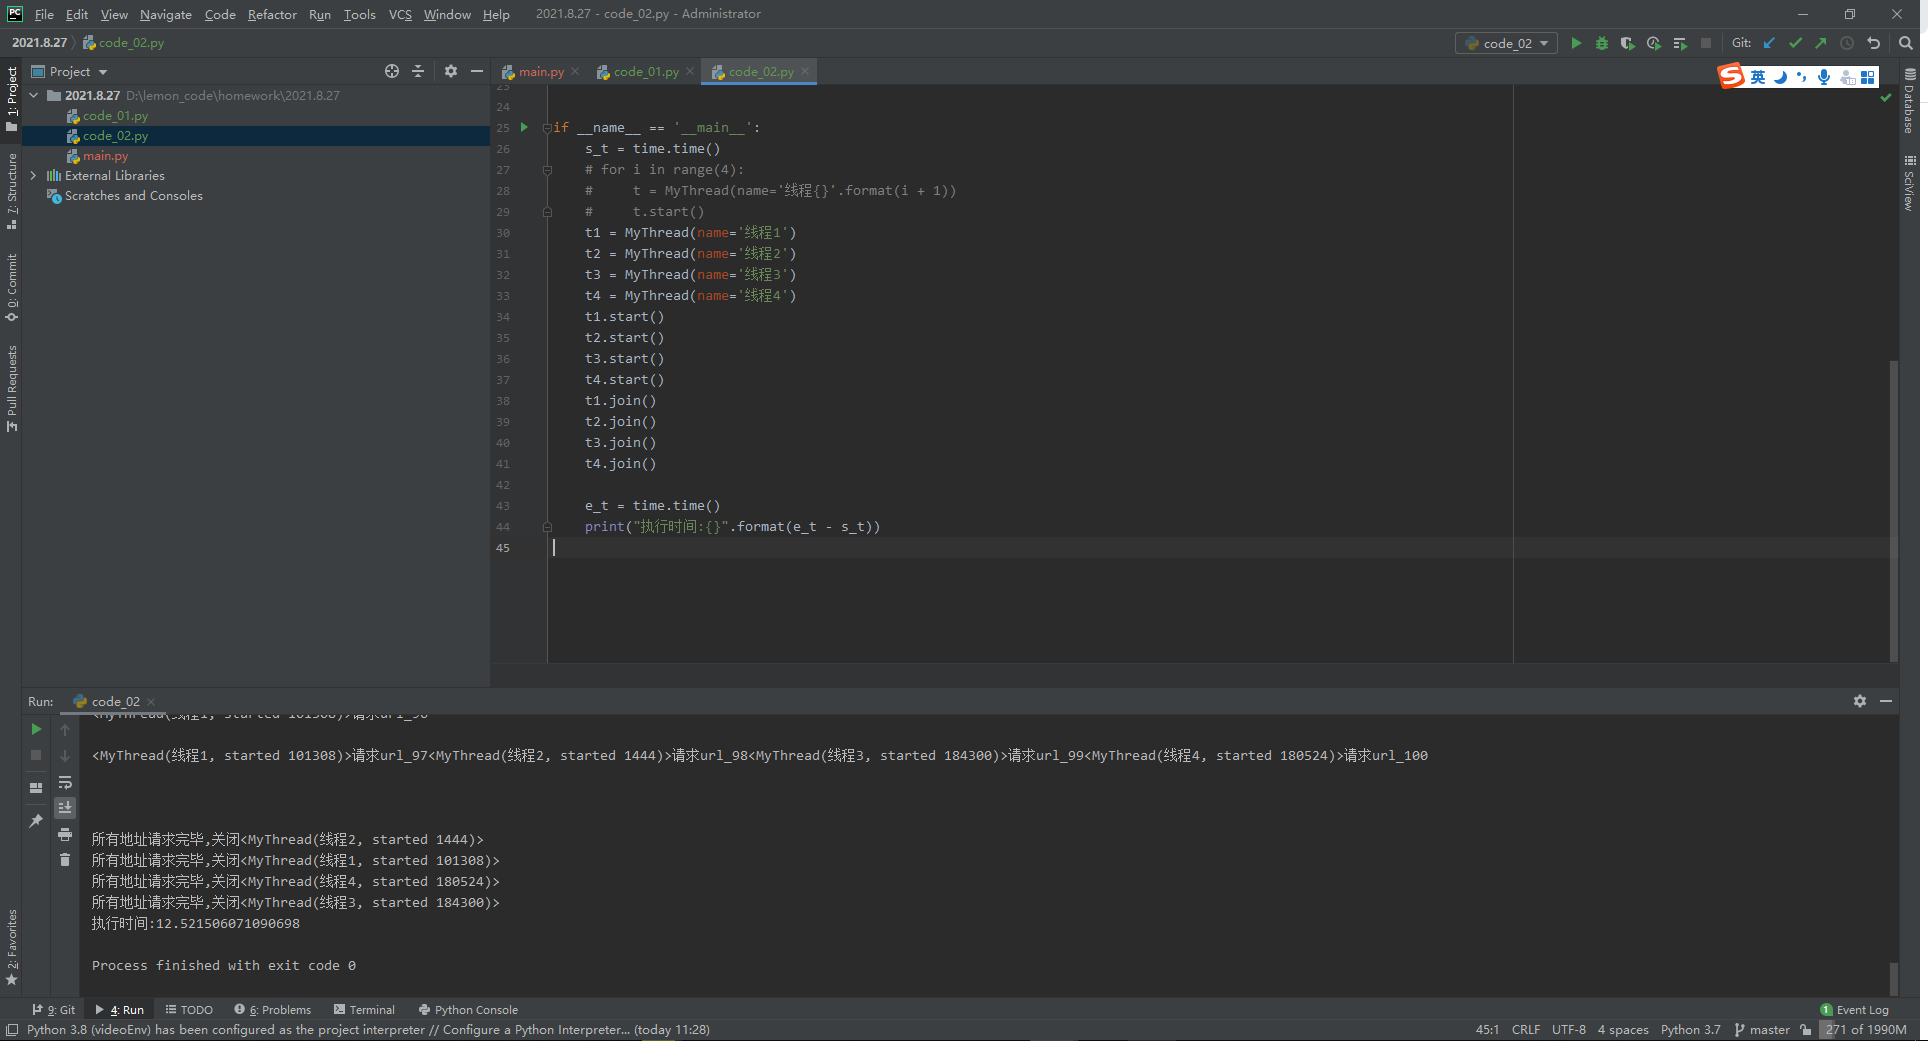 File Edit View Navigate Code Refactor Run Tools VCS Window Help 2021.8.27 - code_02.py - Administrator
2021.8.27 code_02.py code_02 Git:
Project main.py code_01.py code_02.py
英
2021.8.27 D:\lemon_code\homework\2021.8.27
code_01.py
code_02.py
main.py
External Libraries
Scratches and Consoles
1: Project
7: Structure
0: Commit
Pull Requests
2: Favorites
Database
SciView
23
24
25 if __name__ == '__main__':
26 s_t = time.time()
27 # for i in range(4):
28 #     t = MyThread(name='线程{}'.format(i + 1))
29 #     t.start()
30 t1 = MyThread(name='线程1')
31 t2 = MyThread(name='线程2')
32 t3 = MyThread(name='线程3')
33 t4 = MyThread(name='线程4')
34 t1.start()
35 t2.start()
36 t3.start()
37 t4.start()
38 t1.join()
39 t2.join()
40 t3.join()
41 t4.join()
42
43 e_t = time.time()
44 print("执行时间:{}".format(e_t - s_t))
45
Run: code_02
<MyThread(线程1, started 101308)>请求url_96
<MyThread(线程1, started 101308)>请求url_97<MyThread(线程2, started 1444)>请求url_98<MyThread(线程3, started 184300)>请求url_99<MyThread(线程4, started 180524)>请求url_100
所有地址请求完毕,关闭<MyThread(线程2, started 1444)>
所有地址请求完毕,关闭<MyThread(线程1, started 101308)>
所有地址请求完毕,关闭<MyThread(线程4, started 180524)>
所有地址请求完毕,关闭<MyThread(线程3, started 184300)>
执行时间:12.521506071090698
Process finished with exit code 0
9: Git 4: Run TODO 6: Problems Terminal Python Console 1 Event Log
Python 3.8 (videoEnv) has been configured as the project interpreter // Configure a Python Interpreter... (today 11:28) 45:1 CRLF UTF-8 4 spaces Python 3.7 master 271 of 1990M